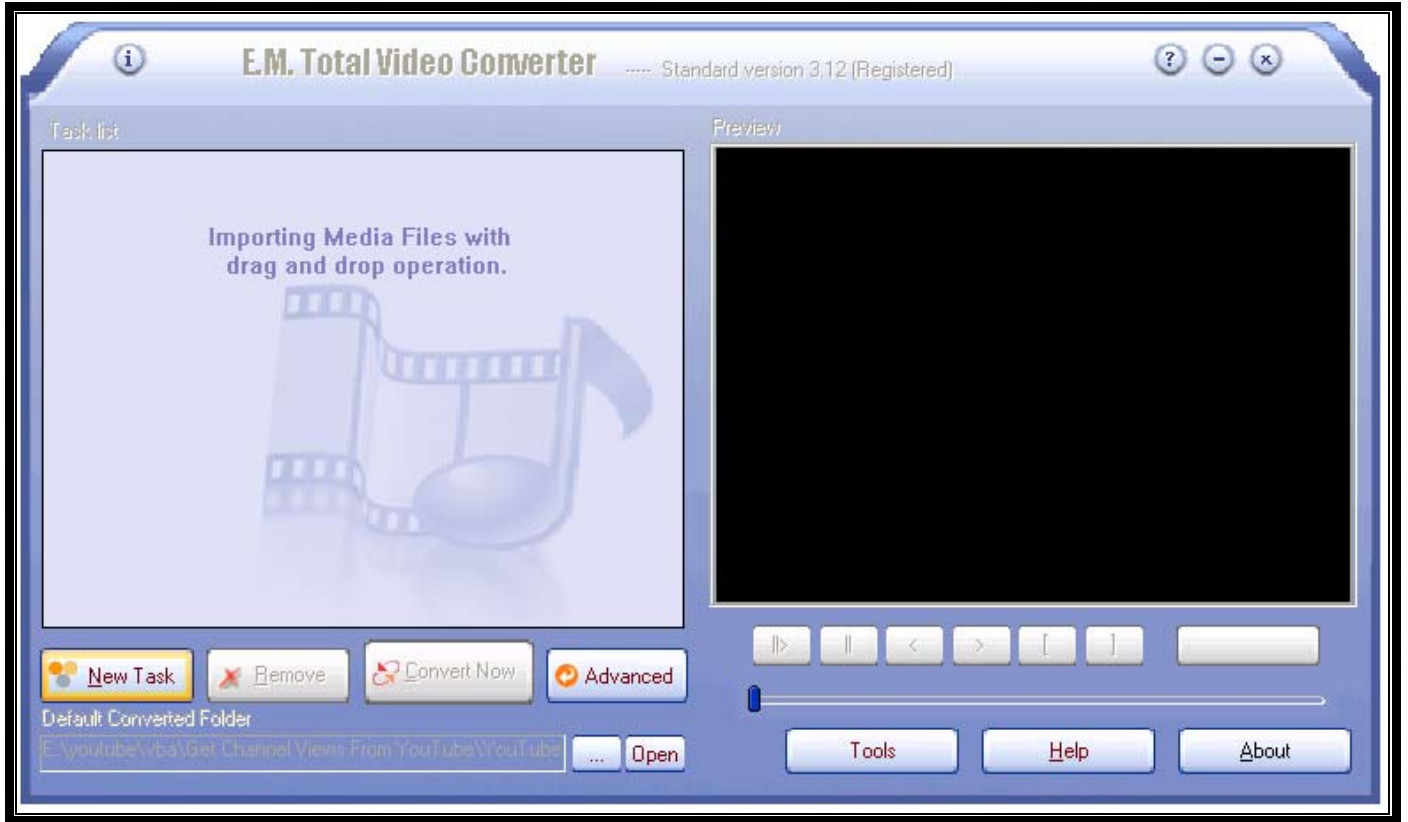 E.M. Total Video Converter ----- Standard version 3.12 (Registered)
Task list
Preview
Importing Media Files with
drag and drop operation.
New Task
Remove
Convert Now
Advanced
Default Converted Folder
E:\youtube\vba\Get Channel Views From YouTube\YouTube
...
Open
||>
||
<
>
[
]
Tools
Help
About